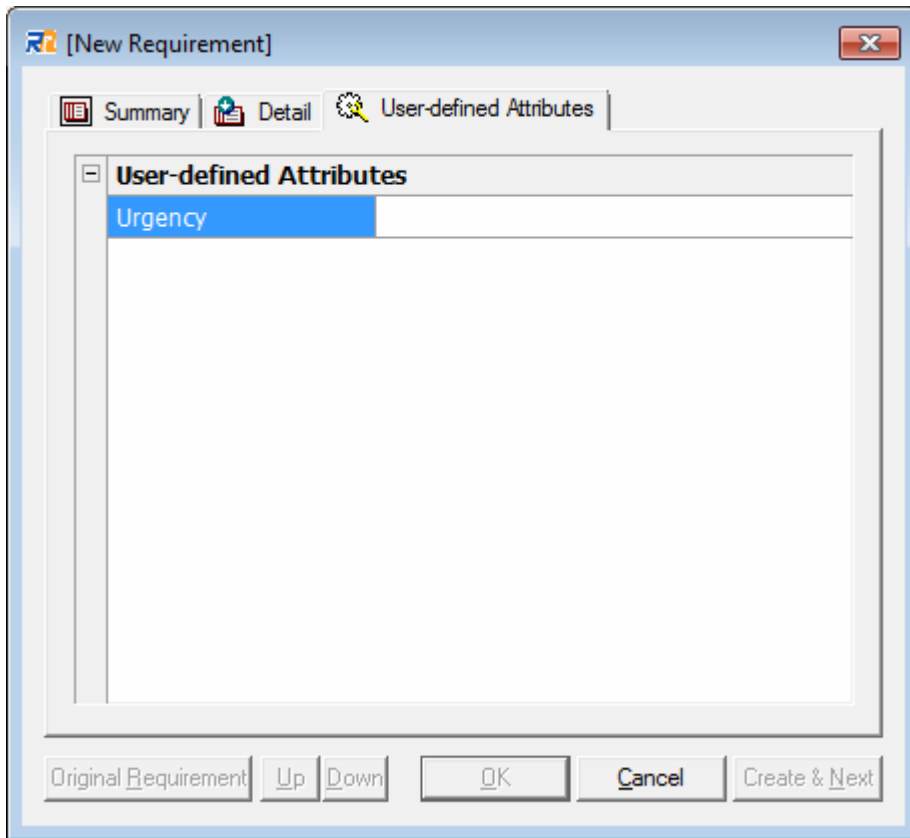 [New Requirement]
Summary Detail User-defined Attributes
User-defined Attributes
Urgency
Original Requirement Up Down OK Cancel Create & Next